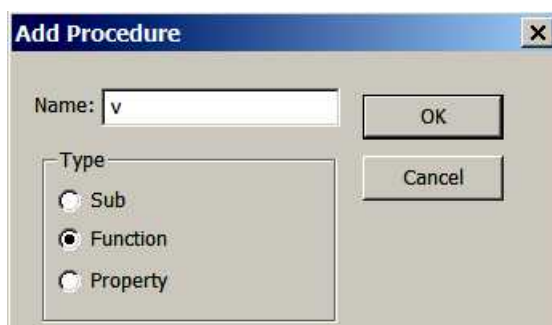 Add Procedure
Name: v
OK
Type
Cancel
Sub
Function
Property